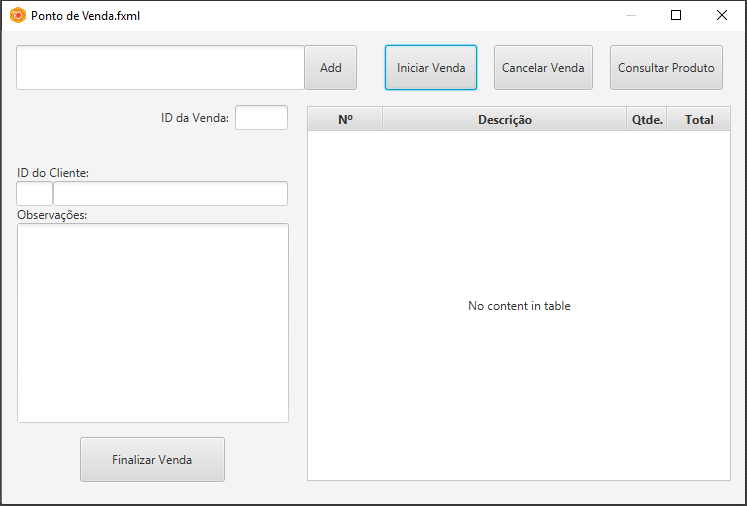 Ponto de Venda.fxml
Add
Iniciar Venda
Cancelar Venda
Consultar Produto
ID da Venda:
ID do Cliente:
Observações:
Finalizar Venda
Nº Descrição Qtde. Total
No content in table